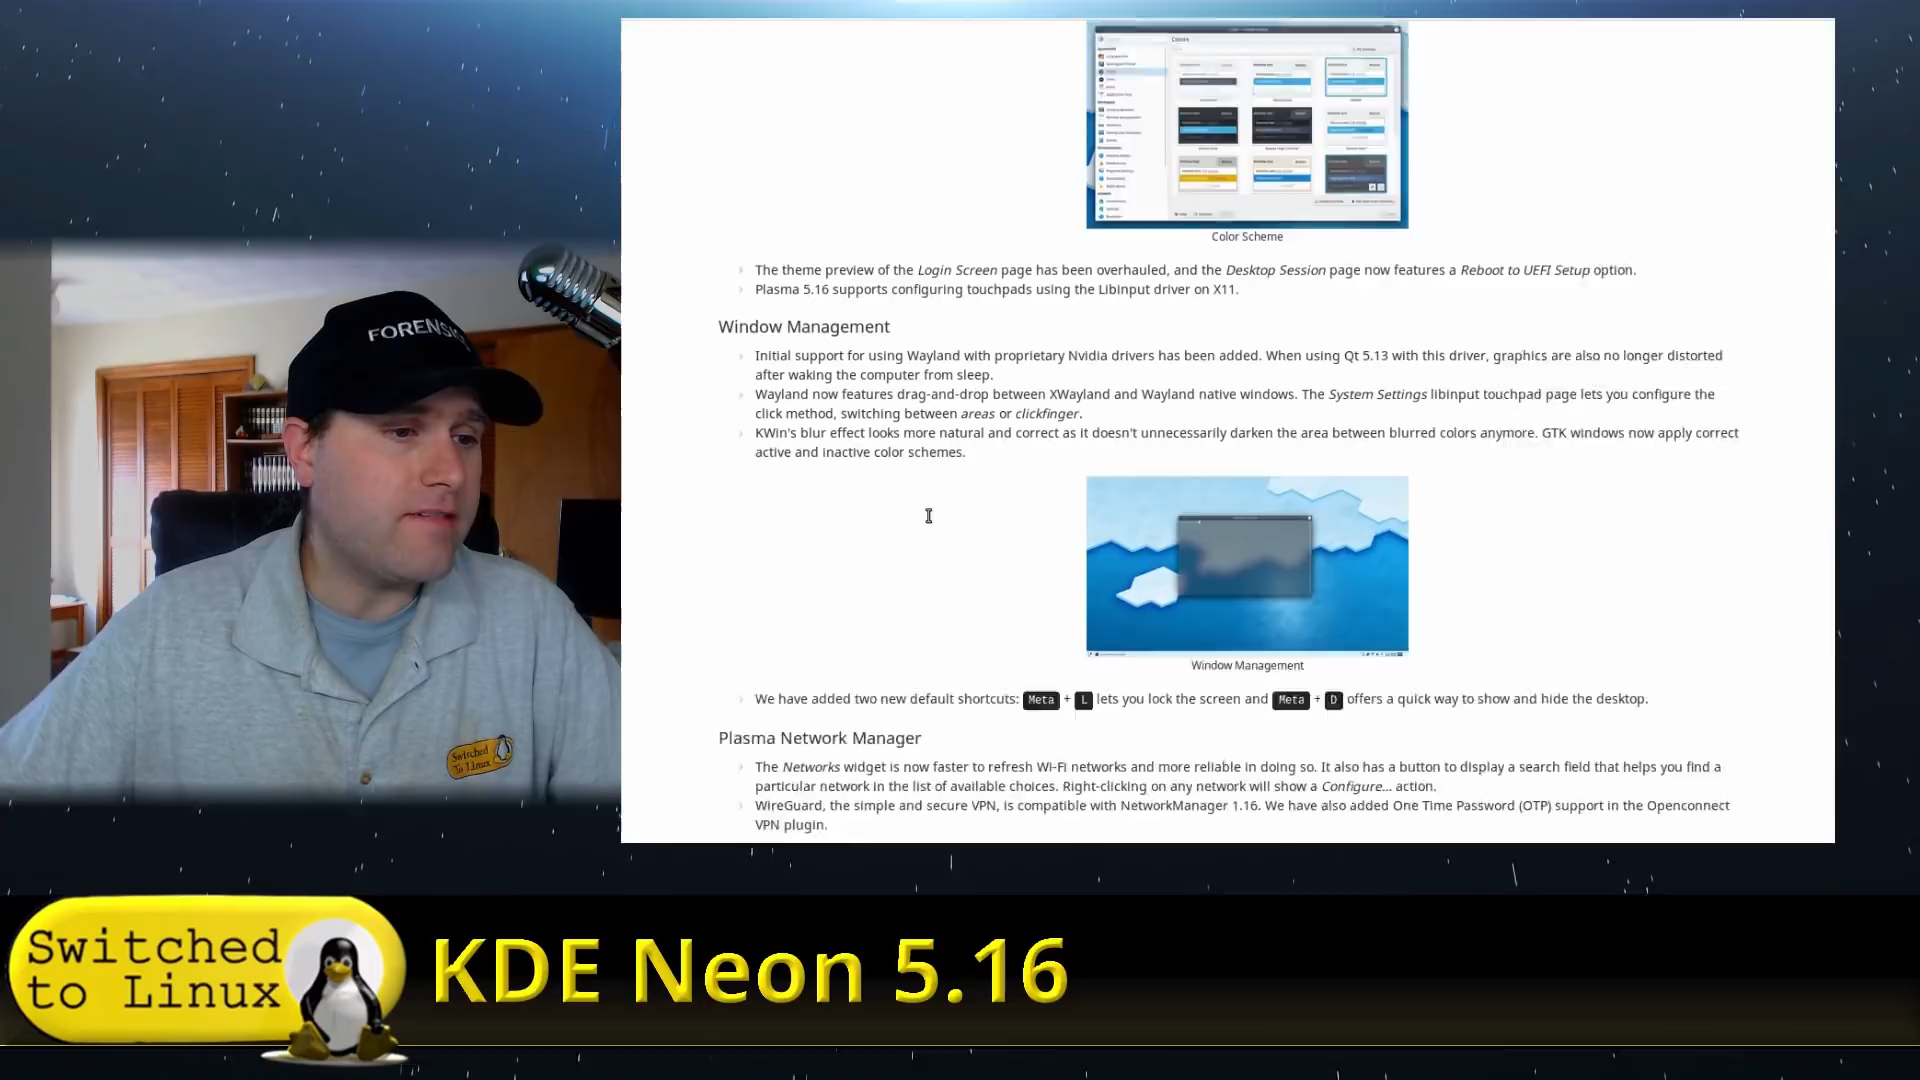 Colors
Color Scheme
The theme preview of the Login Screen page has been overhauled, and the Desktop Session page now features a Reboot to UEFI Setup option.
Plasma 5.16 supports configuring touchpads using the Libinput driver on X11.
Window Management
Initial support for using Wayland with proprietary Nvidia drivers has been added. When using Qt 5.13 with this driver, graphics are also no longer distorted
after waking the computer from sleep.
Wayland now features drag-and-drop between XWayland and Wayland native windows. The System Settings libinput touchpad page lets you configure the
click method, switching between areas or clickfinger.
KWin's blur effect looks more natural and correct as it doesn't unnecessarily darken the area between blurred colors anymore. GTK windows now apply correct
active and inactive color schemes.
Window Management
We have added two new default shortcuts: Meta + L lets you lock the screen and Meta + D offers a quick way to show and hide the desktop.
Plasma Network Manager
The Networks widget is now faster to refresh Wi-Fi networks and more reliable in doing so. It also has a button to display a search field that helps you find a
particular network in the list of available choices. Right-clicking on any network will show a Configure... action.
WireGuard, the simple and secure VPN, is compatible with NetworkManager 1.16. We have also added One Time Password (OTP) support in the Openconnect
VPN plugin.
Switched
To Linux
Switched
to Linux
KDE Neon 5.16